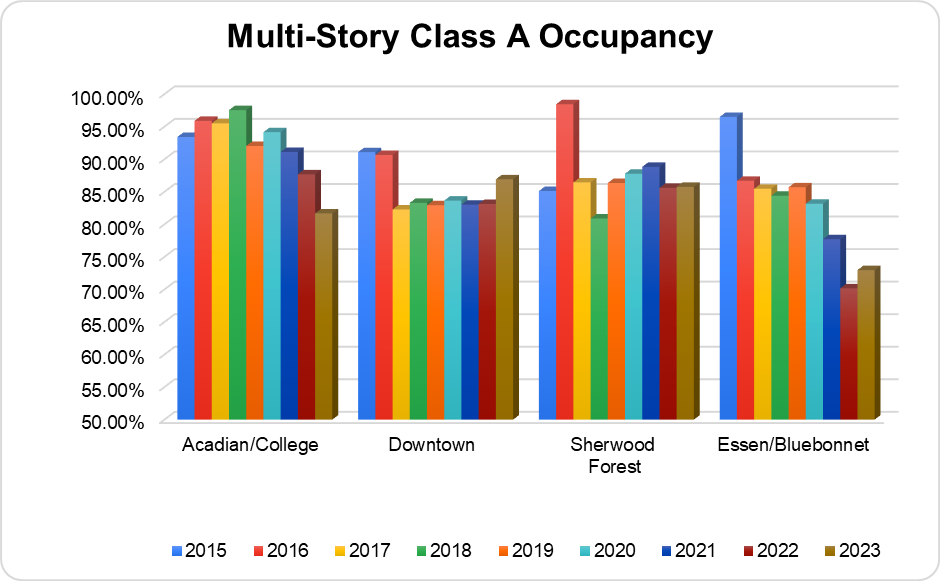 Multi-Story Class A Occupancy
100.00%
95.00%
90.00%
85.00%
80.00%
75.00%
70.00%
65.00%
60.00%
55.00%
50.00%
Acadian/College
Downtown
Sherwood
Forest
Essen/Bluebonnet
2015 2016 2017 2018 2019 2020 2021 2022 2023